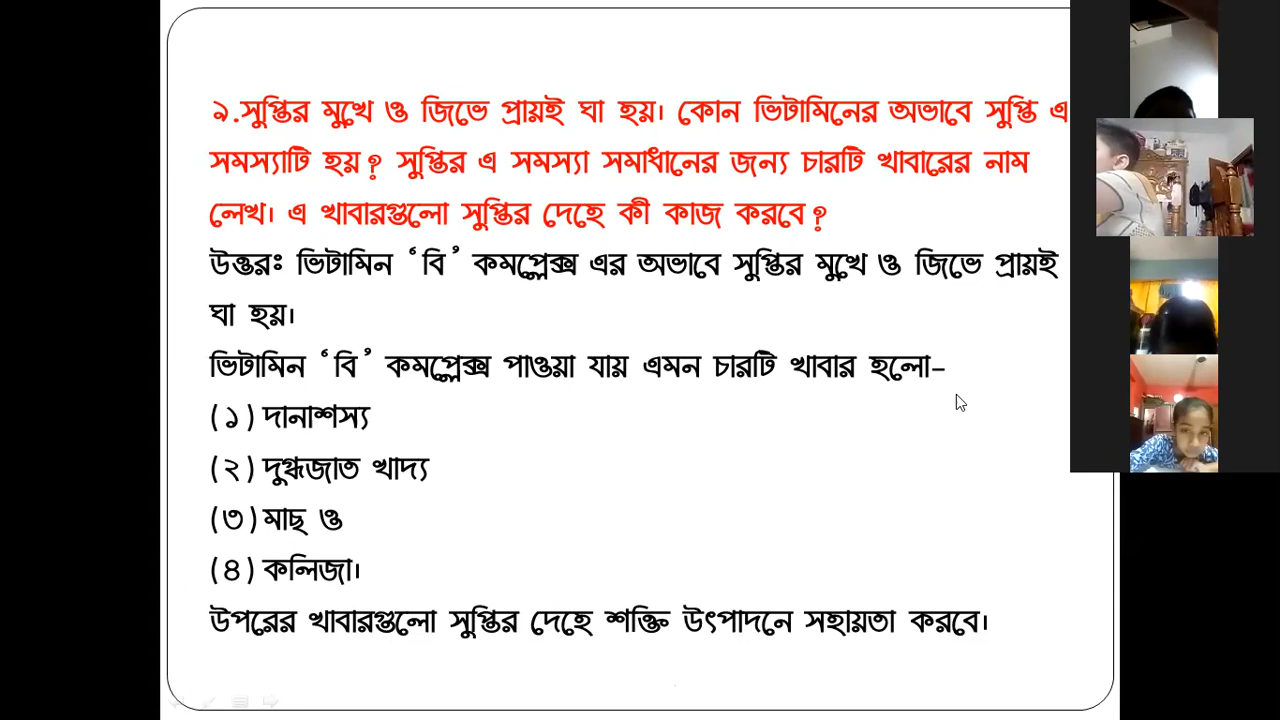 ৯.সুপ্তির মুখে ও জিভে প্রায়ই ঘা হয়। কোন ভিটামিনের অভাবে সুপ্তি এ
সমস্যাটি হয়? সুপ্তির এ সমস্যা সমাধানের জন্য চারটি খাবারের নাম
লেখ। এ খাবারগুলো সুপ্তির দেহে কী কাজ করবে?
উত্তরঃ ভিটামিন ‘বি’ কমপ্লেক্স এর অভাবে সুপ্তির মুখে ও জিভে প্রায়ই
ঘা হয়।
ভিটামিন ‘বি’ কমপ্লেক্স পাওয়া যায় এমন চারটি খাবার হলো-
(১) দানাশস্য
(২) দুগ্ধজাত খাদ্য
(৩) মাছ ও
(৪) কলিজা।
উপরের খাবারগুলো সুপ্তির দেহে শক্তি উৎপাদনে সহায়তা করবে।